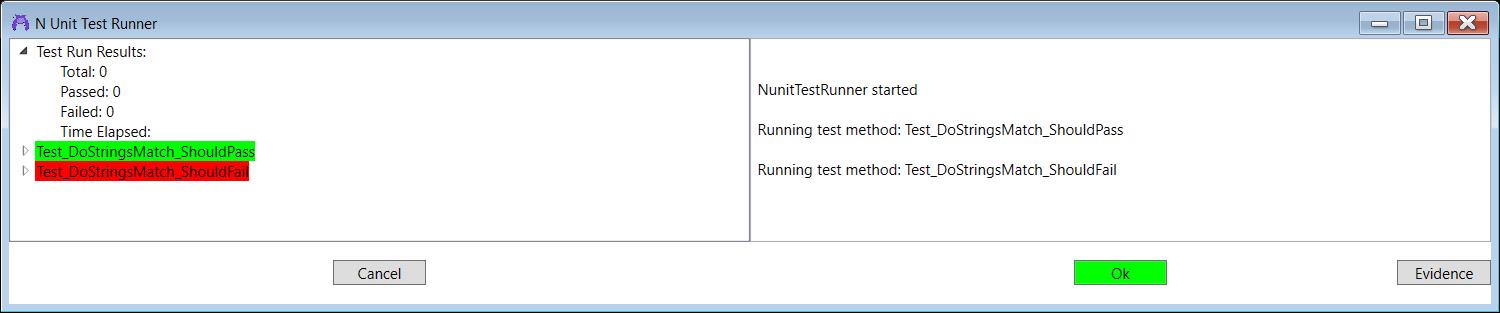 N Unit Test Runner
Test Run Results:
Total: 0
Passed: 0
Failed: 0
Time Elapsed:
Test_DoStringsMatch_ShouldPass
Test_DoStringsMatch_ShouldFail
NunitTestRunner started
Running test method: Test_DoStringsMatch_ShouldPass
Running test method: Test_DoStringsMatch_ShouldFail
Cancel
Ok
Evidence